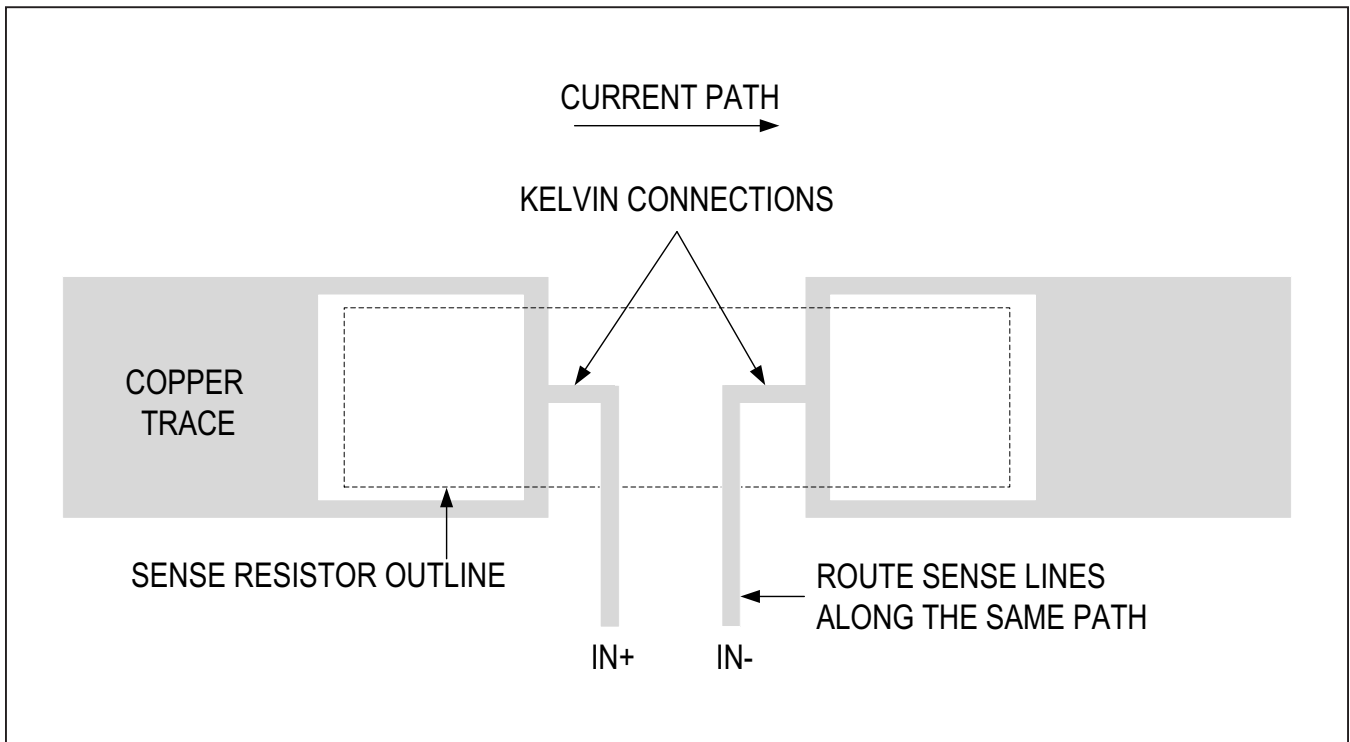 CURRENT PATH
KELVIN CONNECTIONS
COPPER
TRACE
SENSE RESISTOR OUTLINE
ROUTE SENSE LINES
ALONG THE SAME PATH
IN+
IN-